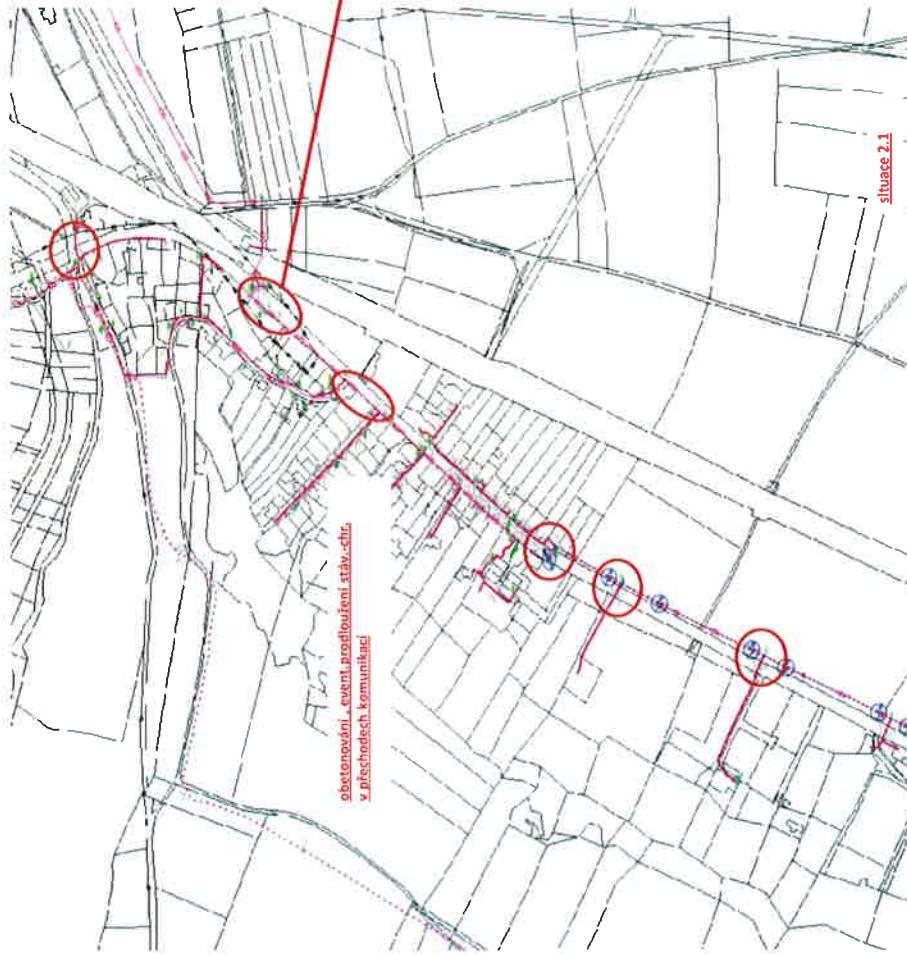 obetonování , event.prodloužení stáv.-chr.
v přechodech komunikací
situace 2.1